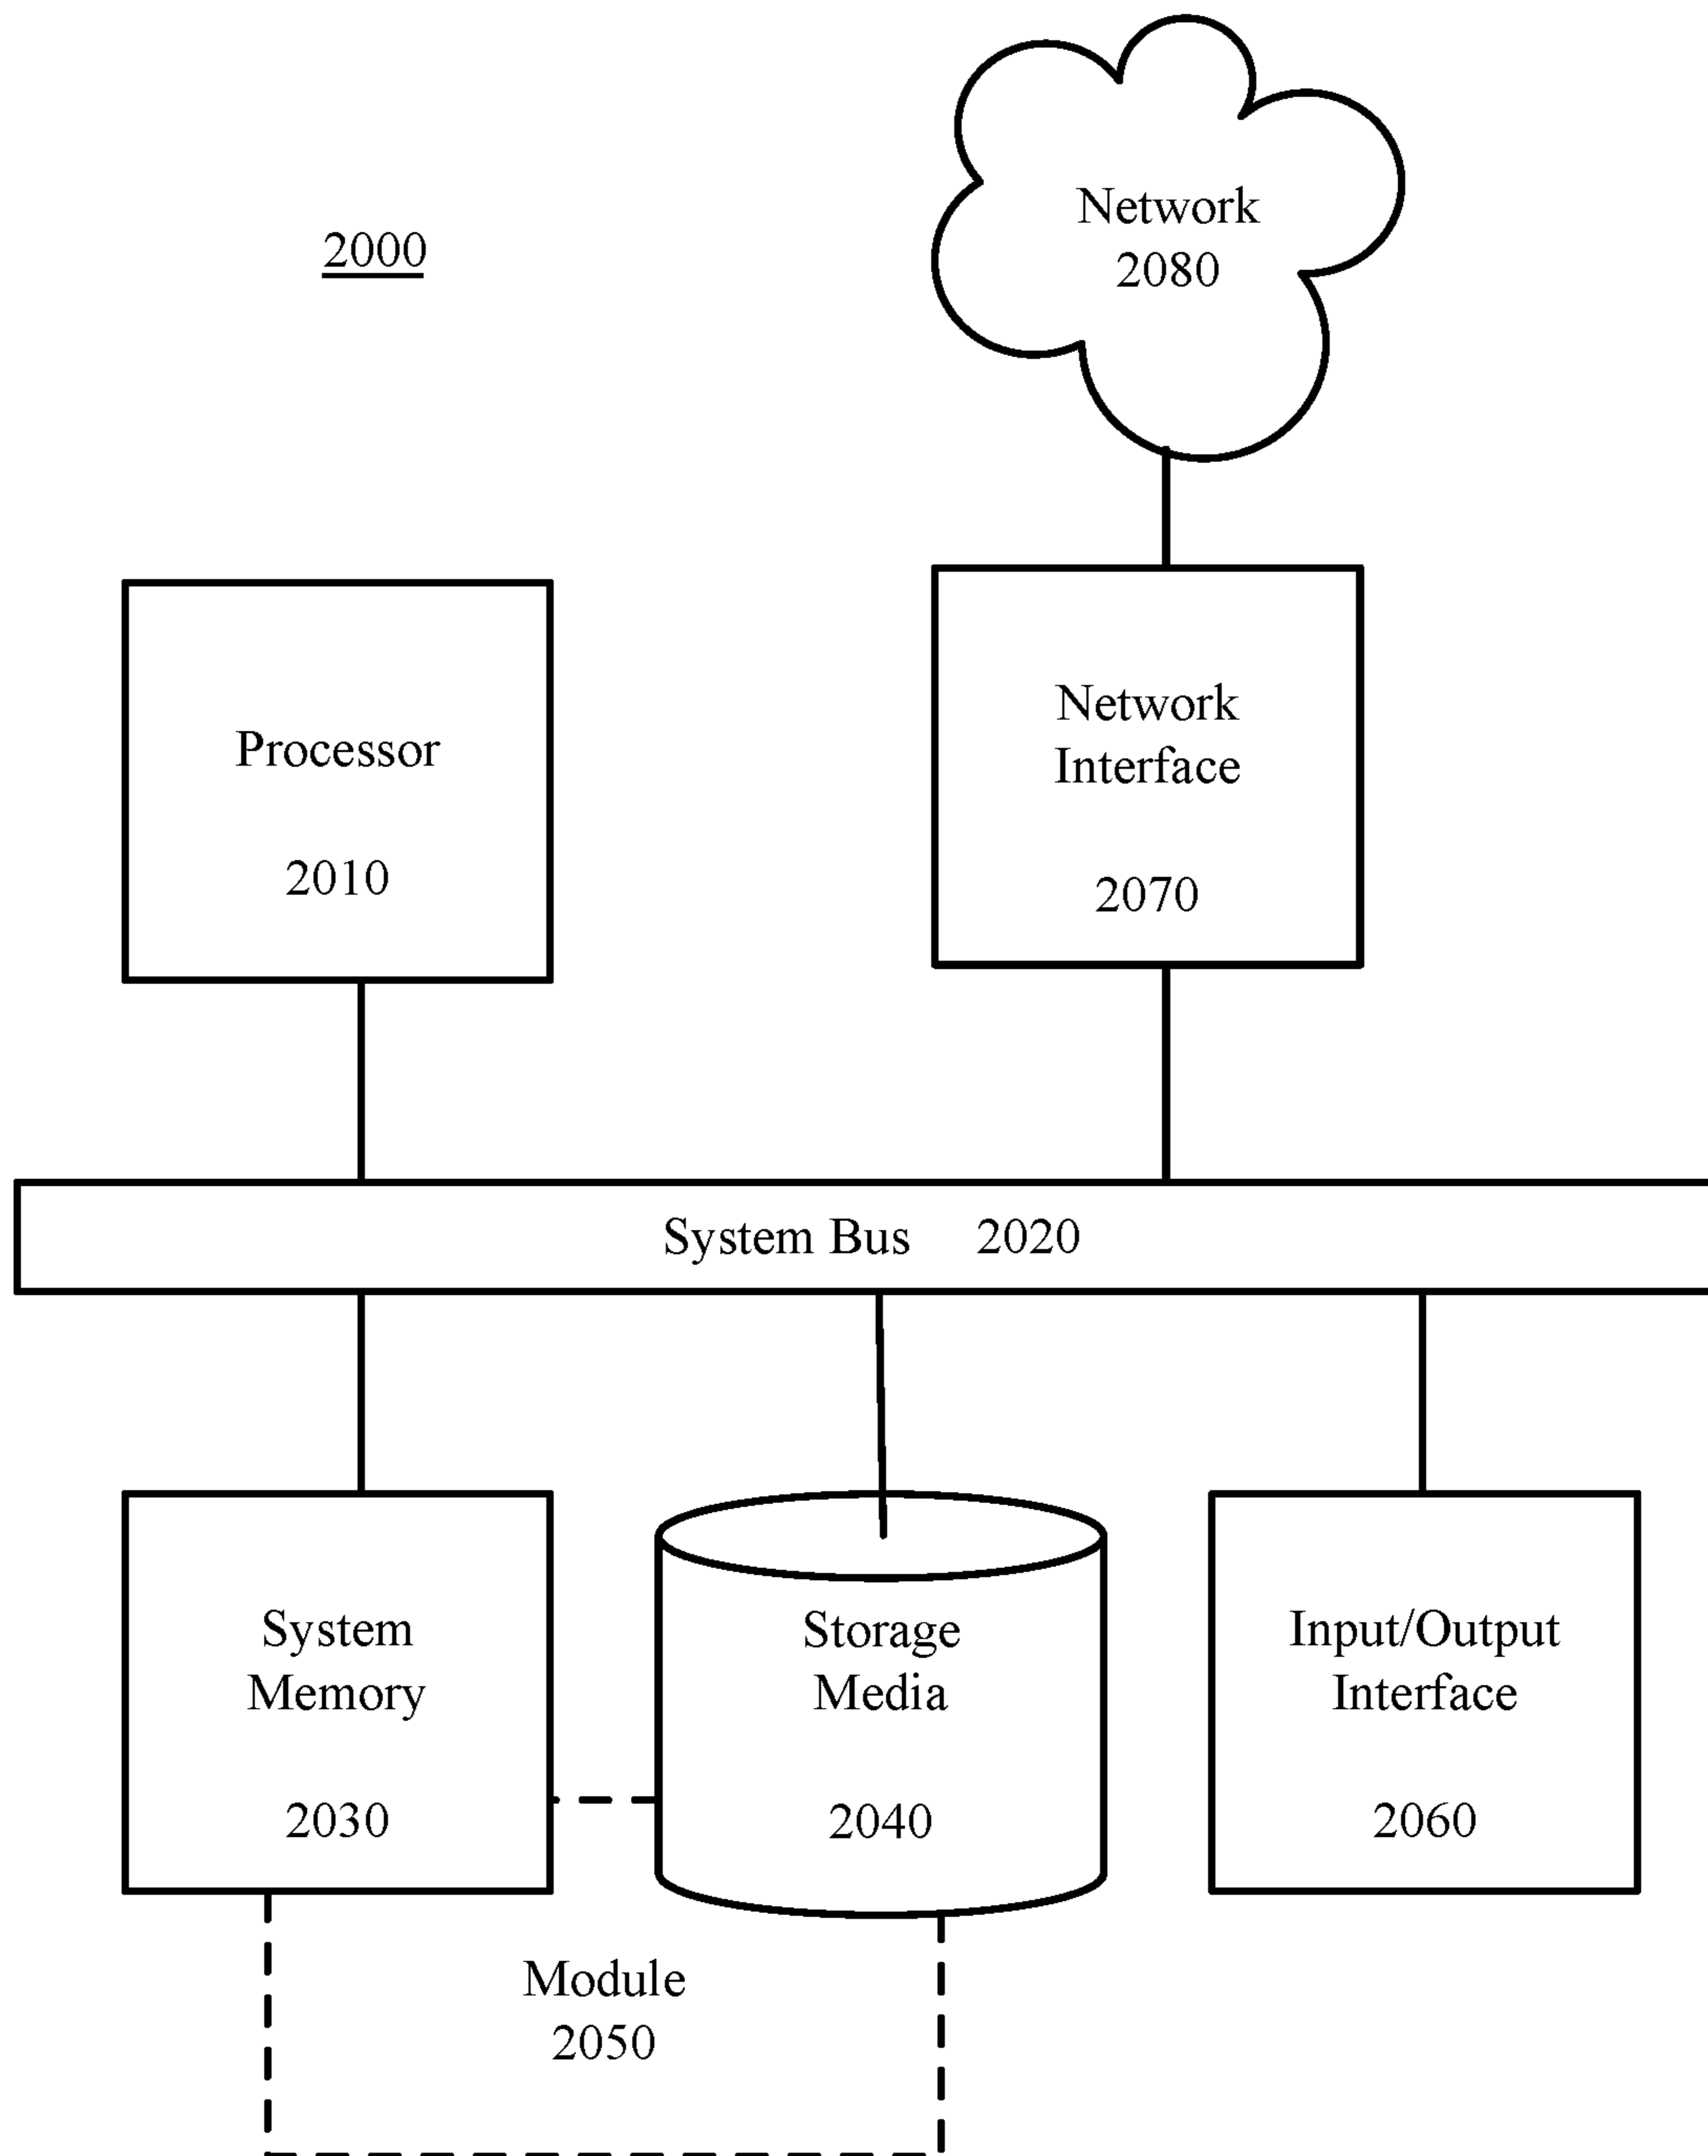 Network
2080
2000
Processor
2010
Network
Interface
2070
System Bus 2020
System
Memory
2030
Storage
Media
2040
Input/Output
Interface
2060
Module
2050